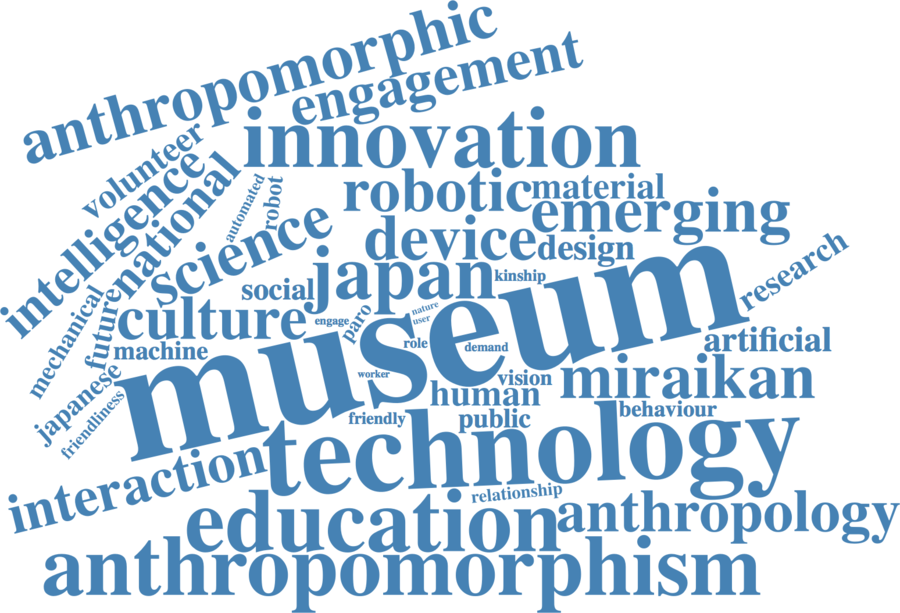 anthropomorphic
engagement
volunteer
innovation
intelligence
national
automated
robot
robotic
material
emerging
science
device
design
research
japan
kinship
social
culture
mechanical
future
engage
paro
nature
user
museum
role
demand
artificial
machine
japanese
friendliness
worker
vision
human
miraikan
friendly
public
behaviour
technology
interaction
relationship
education
anthropology
anthropomorphism